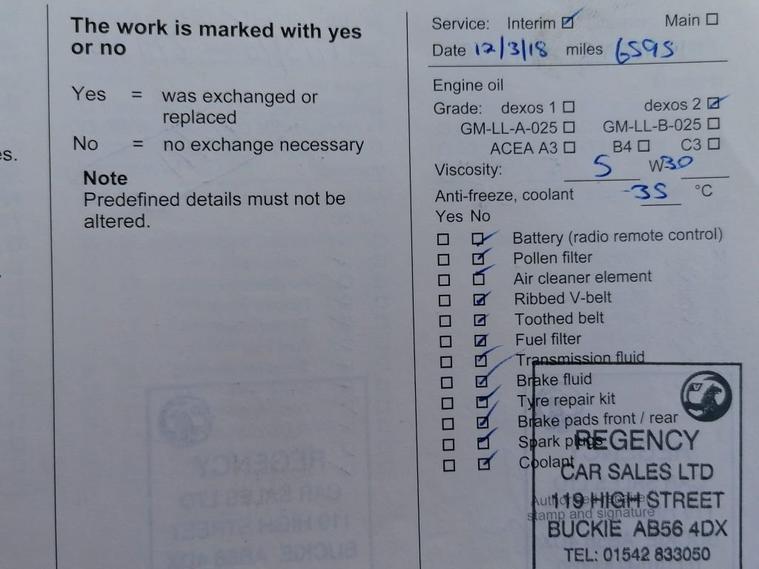 The work is marked with yes
or no
Yes = was exchanged or
replaced
No = no exchange necessary
Note
Predefined details must not be
altered.
es.
Service: Interim Main
Date 12/3/18 miles 6595
Engine oil
Grade: dexos 1 dexos 2
GM-LL-A-025 GM-LL-B-025
ACEA A3 B4 C3
Viscosity: 5 W30
Anti-freeze, coolant -35 °C
Yes No
Battery (radio remote control)
Pollen filter
Air cleaner element
Ribbed V-belt
Toothed belt
Fuel filter
Transmission fluid
Brake fluid
Tyre repair kit
Brake pads front / rear
Spark plugs
Coolant
stamp and signature
REGENCY
CAR SALES LTD
119 HIGH STREET
BUCKIE AB56 4DX
TEL: 01542 833050